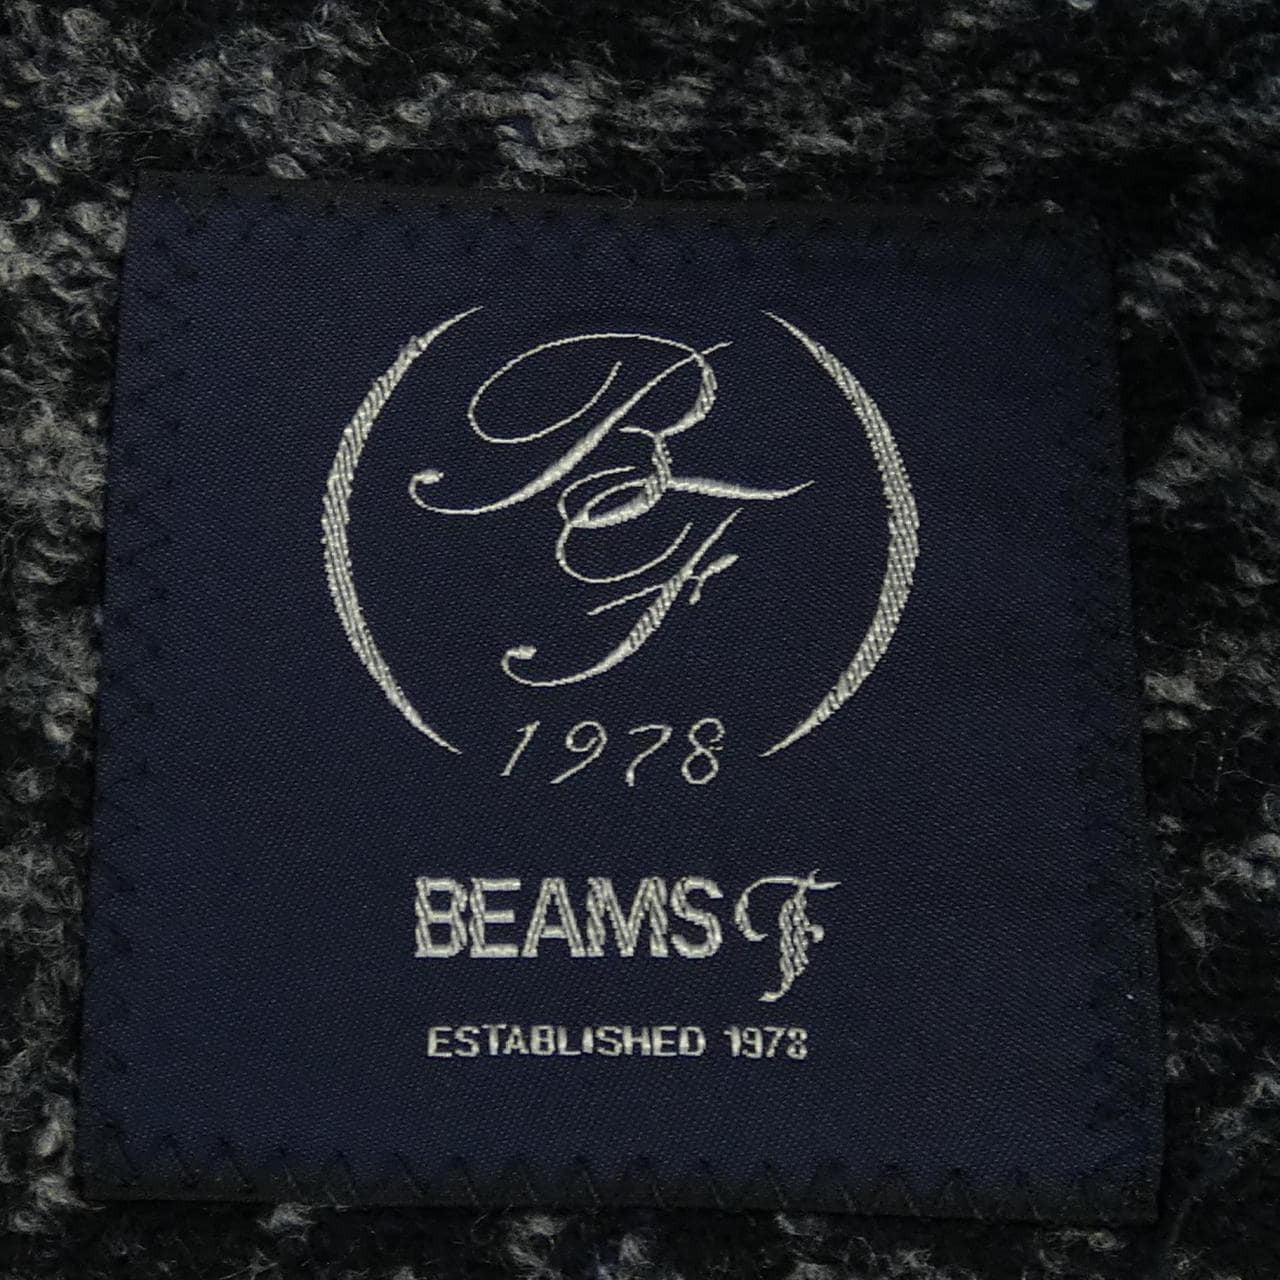 BF
1978
BEAMS F
ESTABLISHED 1978